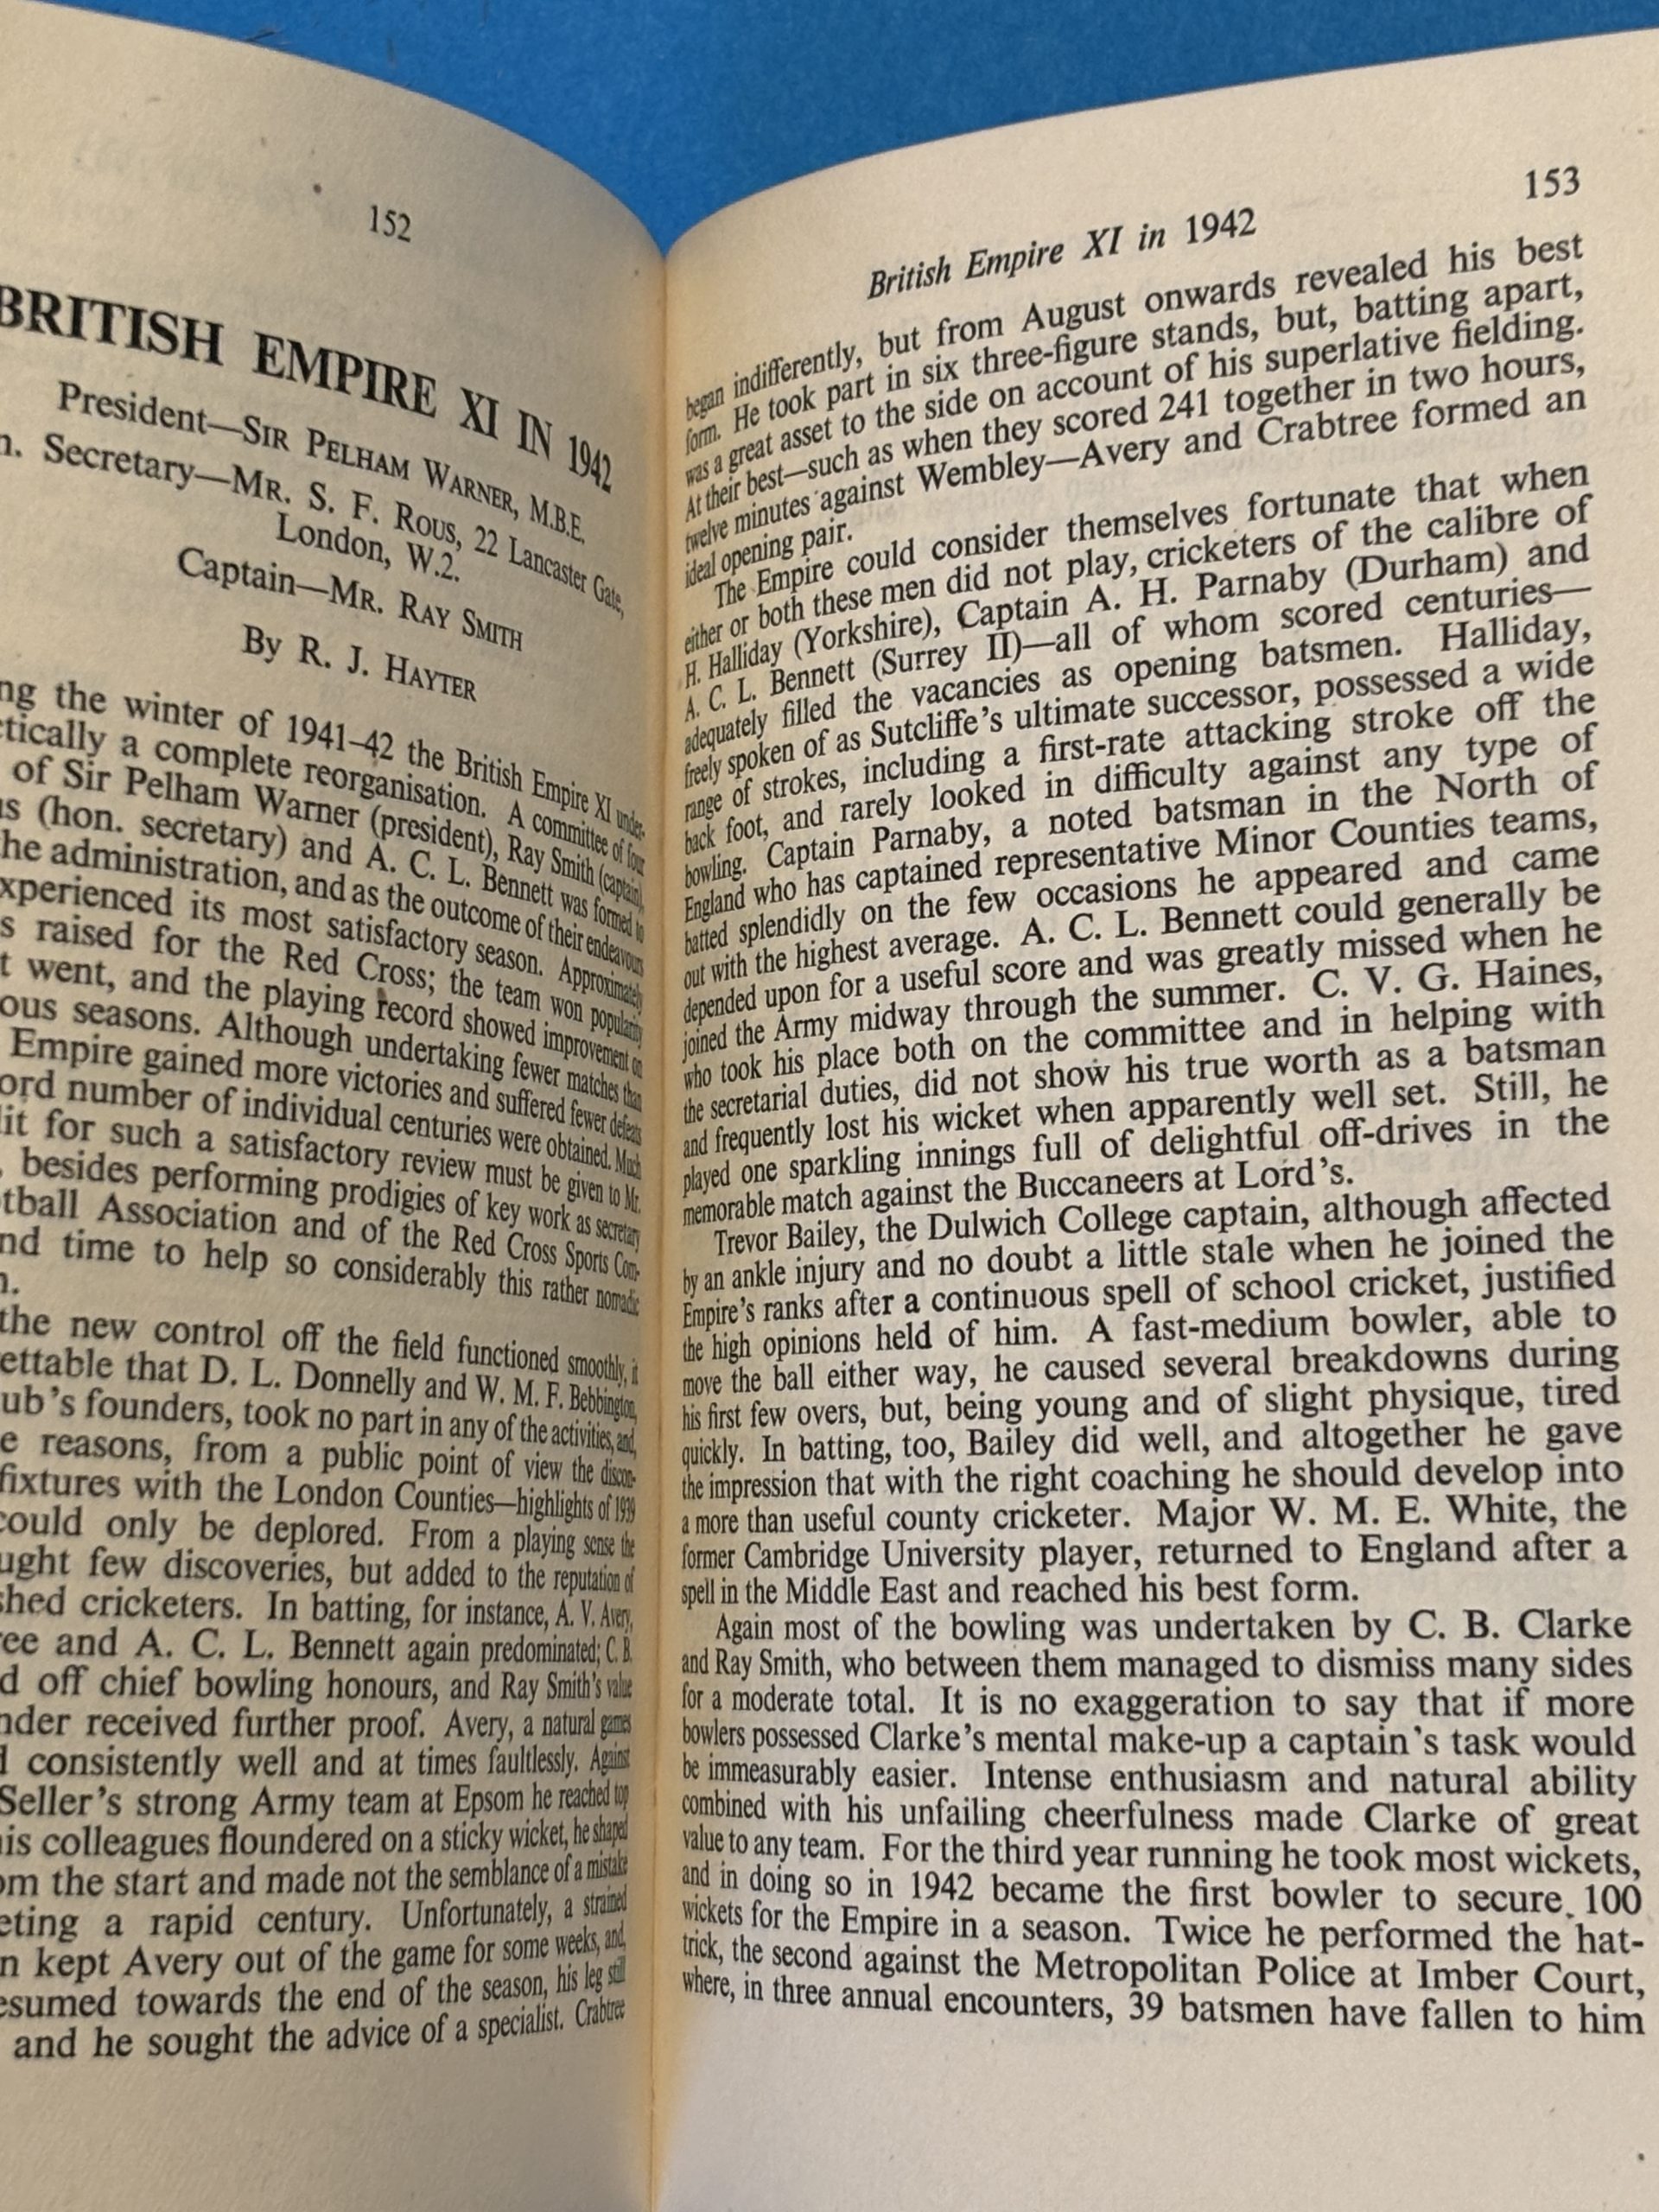 152
BRITISH EMPIRE XI IN 1942
President—SIR PELHAM WARNER, M.B.E.
n. Secretary—MR. S. F. ROUS, 22 Lancaster Gate,
London, W.2.
Captain—MR. RAY SMITH
By R. J. HAYTER
ng the winter of 1941–42 the British Empire XI under-
ctically a complete reorganisation. A committee of four
of Sir Pelham Warner (president), Ray Smith (captain),
s (hon. secretary) and A. C. L. Bennett was formed to
he administration, and as the outcome of their endeavours
xperienced its most satisfactory season. Approximately
s raised for the Red Cross; the team won popularity
t went, and the playing record showed improvement on
ous seasons. Although undertaking fewer matches than
Empire gained more victories and suffered fewer defeats
ord number of individual centuries were obtained. Much
it for such a satisfactory review must be given to Mr.
, besides performing prodigies of key work as secretary
tball Association and of the Red Cross Sports Com-
nd time to help so considerably this rather nomadic
n.
the new control off the field functioned smoothly, it
ettable that D. L. Donnelly and W. M. F. Bebbington,
ub's founders, took no part in any of the activities, and,
e reasons, from a public point of view the discon-
fixtures with the London Counties—highlights of 1939
could only be deplored. From a playing sense the
ught few discoveries, but added to the reputation of
shed cricketers. In batting, for instance, A. V. Avery,
ree and A. C. L. Bennett again predominated; C. B.
d off chief bowling honours, and Ray Smith's value
nder received further proof. Avery, a natural games
d consistently well and at times faultlessly. Against
Seller's strong Army team at Epsom he reached top
is colleagues floundered on a sticky wicket, he shaped
om the start and made not the semblance of a mistake
eting a rapid century. Unfortunately, a strained
n kept Avery out of the game for some weeks, and,
esumed towards the end of the season, his leg still
and he sought the advice of a specialist. Crabtree
153
British Empire XI in 1942
began indifferently, but from August onwards revealed his best
form. He took part in six three-figure stands, but, batting apart,
was a great asset to the side on account of his superlative fielding.
At their best—such as when they scored 241 together in two hours,
twelve minutes against Wembley—Avery and Crabtree formed an
ideal opening pair.
The Empire could consider themselves fortunate that when
either or both these men did not play, cricketers of the calibre of
H. Halliday (Yorkshire), Captain A. H. Parnaby (Durham) and
A. C. L. Bennett (Surrey II)—all of whom scored centuries—
adequately filled the vacancies as opening batsmen. Halliday,
freely spoken of as Sutcliffe's ultimate successor, possessed a wide
range of strokes, including a first-rate attacking stroke off the
back foot, and rarely looked in difficulty against any type of
bowling. Captain Parnaby, a noted batsman in the North of
England who has captained representative Minor Counties teams,
batted splendidly on the few occasions he appeared and came
out with the highest average. A. C. L. Bennett could generally be
depended upon for a useful score and was greatly missed when he
joined the Army midway through the summer. C. V. G. Haines,
who took his place both on the committee and in helping with
the secretarial duties, did not show his true worth as a batsman
and frequently lost his wicket when apparently well set. Still, he
played one sparkling innings full of delightful off-drives in the
memorable match against the Buccaneers at Lord's.
Trevor Bailey, the Dulwich College captain, although affected
by an ankle injury and no doubt a little stale when he joined the
Empire's ranks after a continuous spell of school cricket, justified
the high opinions held of him. A fast-medium bowler, able to
move the ball either way, he caused several breakdowns during
his first few overs, but, being young and of slight physique, tired
quickly. In batting, too, Bailey did well, and altogether he gave
the impression that with the right coaching he should develop into
a more than useful county cricketer. Major W. M. E. White, the
former Cambridge University player, returned to England after a
spell in the Middle East and reached his best form.
Again most of the bowling was undertaken by C. B. Clarke
and Ray Smith, who between them managed to dismiss many sides
for a moderate total. It is no exaggeration to say that if more
bowlers possessed Clarke's mental make-up a captain's task would
be immeasurably easier. Intense enthusiasm and natural ability
combined with his unfailing cheerfulness made Clarke of great
value to any team. For the third year running he took most wickets,
and in doing so in 1942 became the first bowler to secure 100
wickets for the Empire in a season. Twice he performed the hat-
trick, the second against the Metropolitan Police at Imber Court,
where, in three annual encounters, 39 batsmen have fallen to him